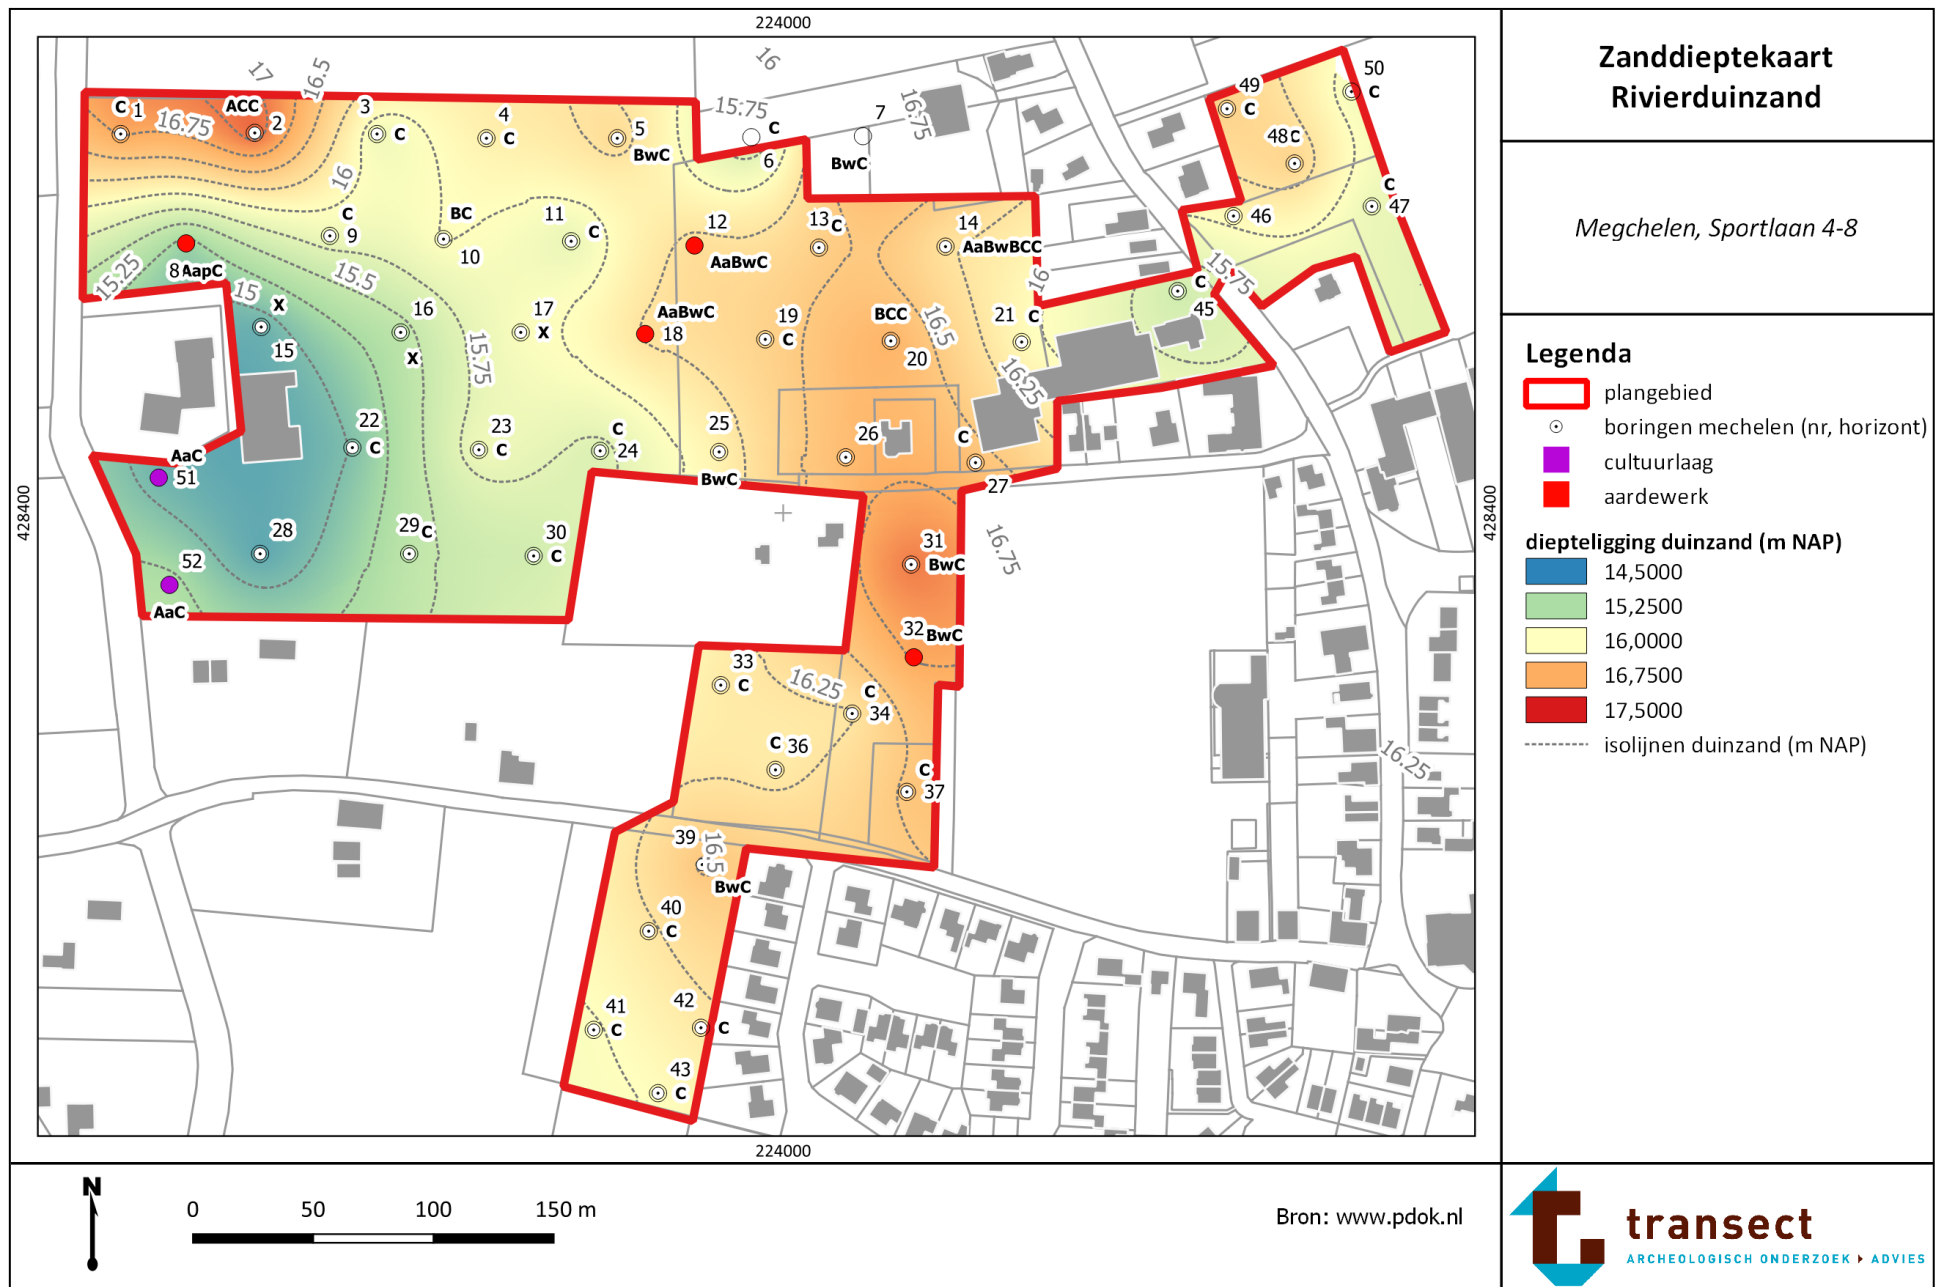 224000
Zanddieptekaart
Rivierduinzand
Megchelen, Sportlaan 4-8
Legenda
plangebied
boringen mechelen (nr, horizont)
cultuurlaag
aardewerk
diepteligging duinzand (m NAP)
14,5000
15,2500
16,0000
16,7500
17,5000
isolijnen duinzand (m NAP)
17
16.5
16
15.75
16.75
C 1
ACC
2
16.75
3
C
4
C
5
BwC
C
6
7
BwC
49
C
50
C
48 C
C
47
46
15.75
C
45
16
C
9
BC
10
11
C
12
AaBwC
13
C
14
AaBwBCC
16
8 AapC
15.25
15
15.5
X
15
16
X
17
X
15.75
AaBwC
18
19
C
BCC
20
16.5
21
C
16.25
22
C
23
C
C
24
25
BwC
26
C
27
AaC
51
28
29
C
30
C
52
AaC
31
BwC
16.75
32
BwC
33
C
16.25
C
34
C 36
C
37
16.25
39
16.5
BwC
40
C
41
C
42
C
43
C
428400
428400
224000
N
0 50 100 150 m
Bron: www.pdok.nl
transect
ARCHEOLOGISCH ONDERZOEK ▸ ADVIES